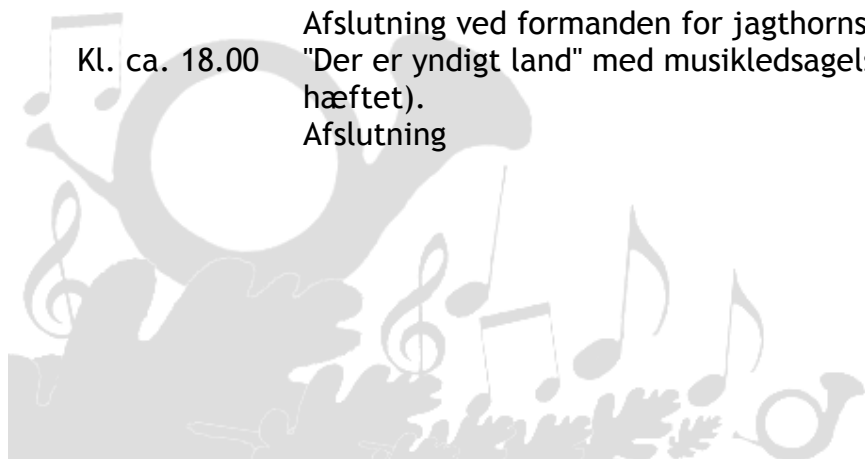 Afslutning ved formanden for jagthorns
Kl. ca. 18.00 "Der er yndigt land" med musikledsagels
hæftet).
Afslutning